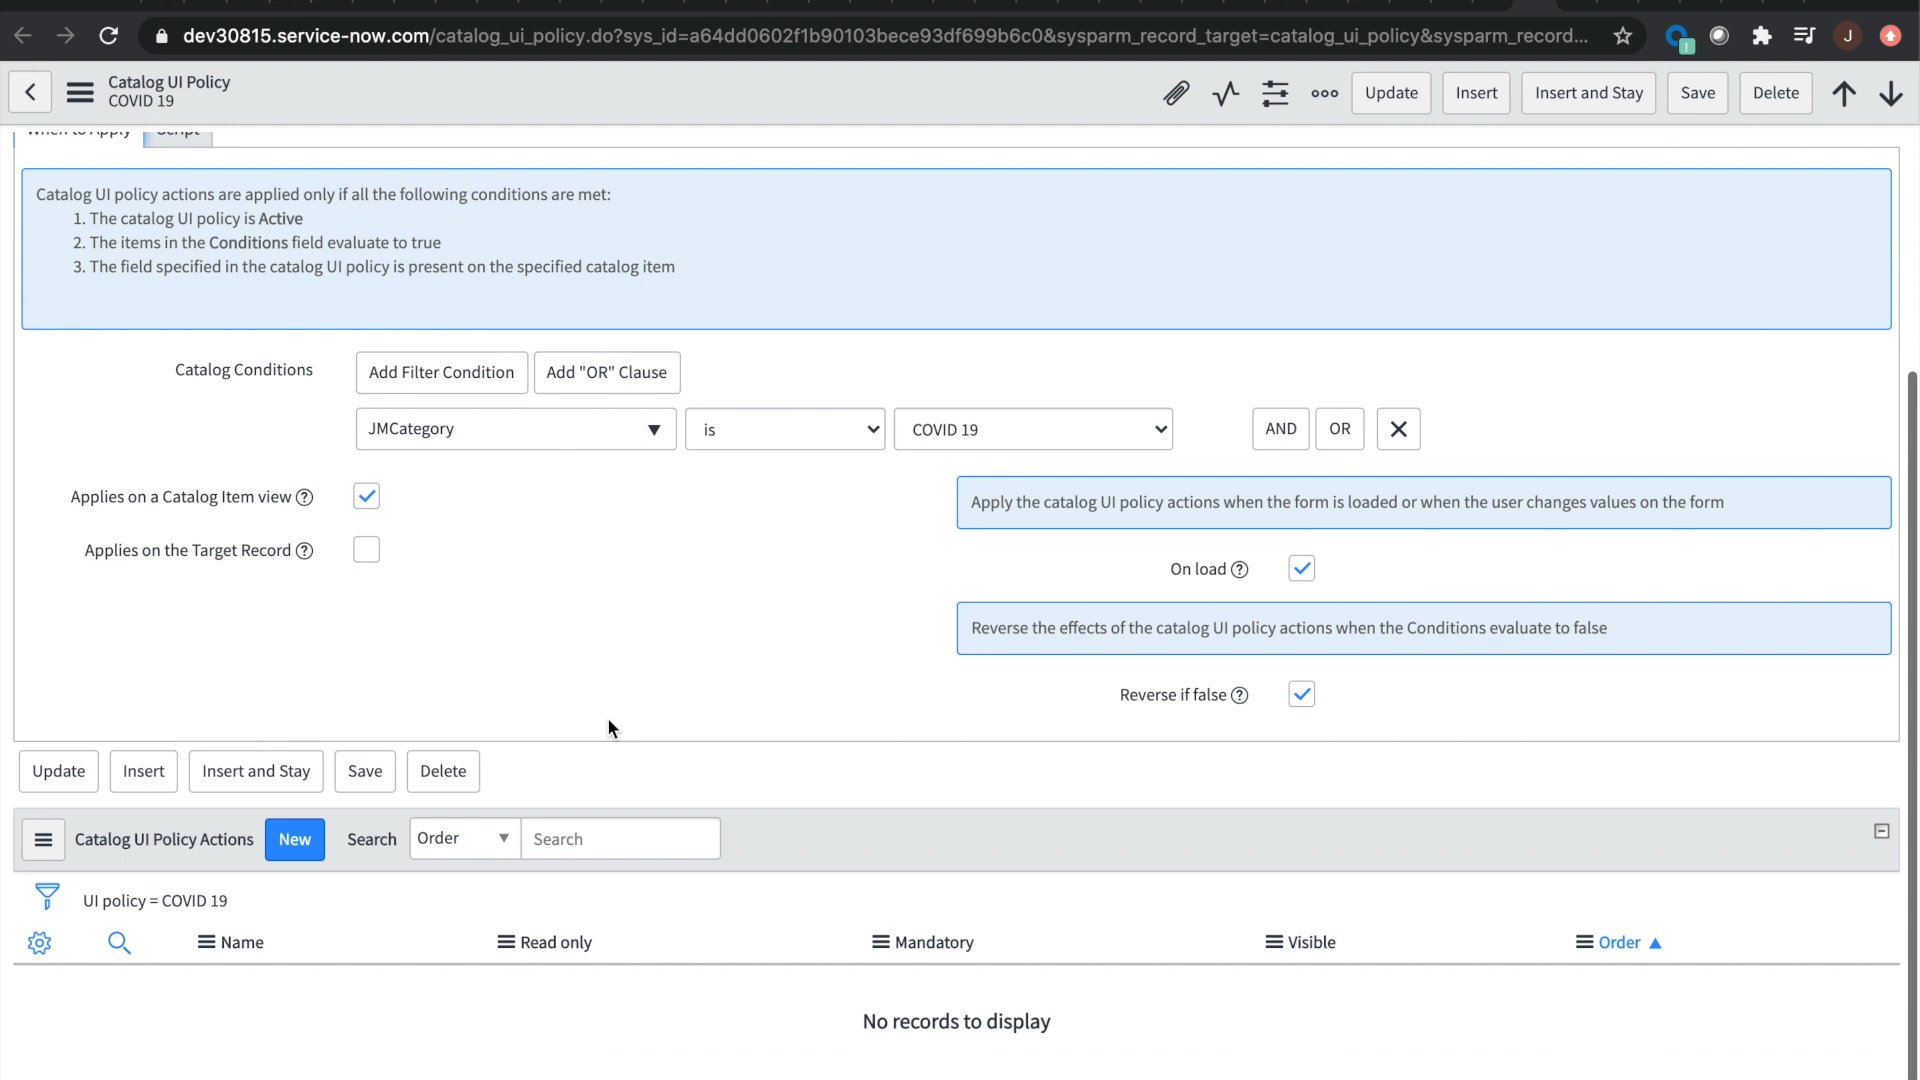 dev30815.service-now.com/catalog_ui_policy.do?sys_id=a64dd0602f1b90103bece93df699b6c0&sysparm_record_target=catalog_ui_policy&sysparm_record...
J
Catalog UI Policy
COVID 19
Update
Insert
Insert and Stay
Save
Delete
When to Apply
Script
Catalog UI policy actions are applied only if all the following conditions are met:
1. The catalog UI policy is Active
2. The items in the Conditions field evaluate to true
3. The field specified in the catalog UI policy is present on the specified catalog item
Catalog Conditions
Add Filter Condition
Add "OR" Clause
JMCategory
is
COVID 19
AND
OR
Applies on a Catalog Item view
Apply the catalog UI policy actions when the form is loaded or when the user changes values on the form
Applies on the Target Record
On load
Reverse the effects of the catalog UI policy actions when the Conditions evaluate to false
Reverse if false
Update
Insert
Insert and Stay
Save
Delete
Catalog UI Policy Actions
New
Search
Order
Search
UI policy = COVID 19
Name
Read only
Mandatory
Visible
Order
No records to display